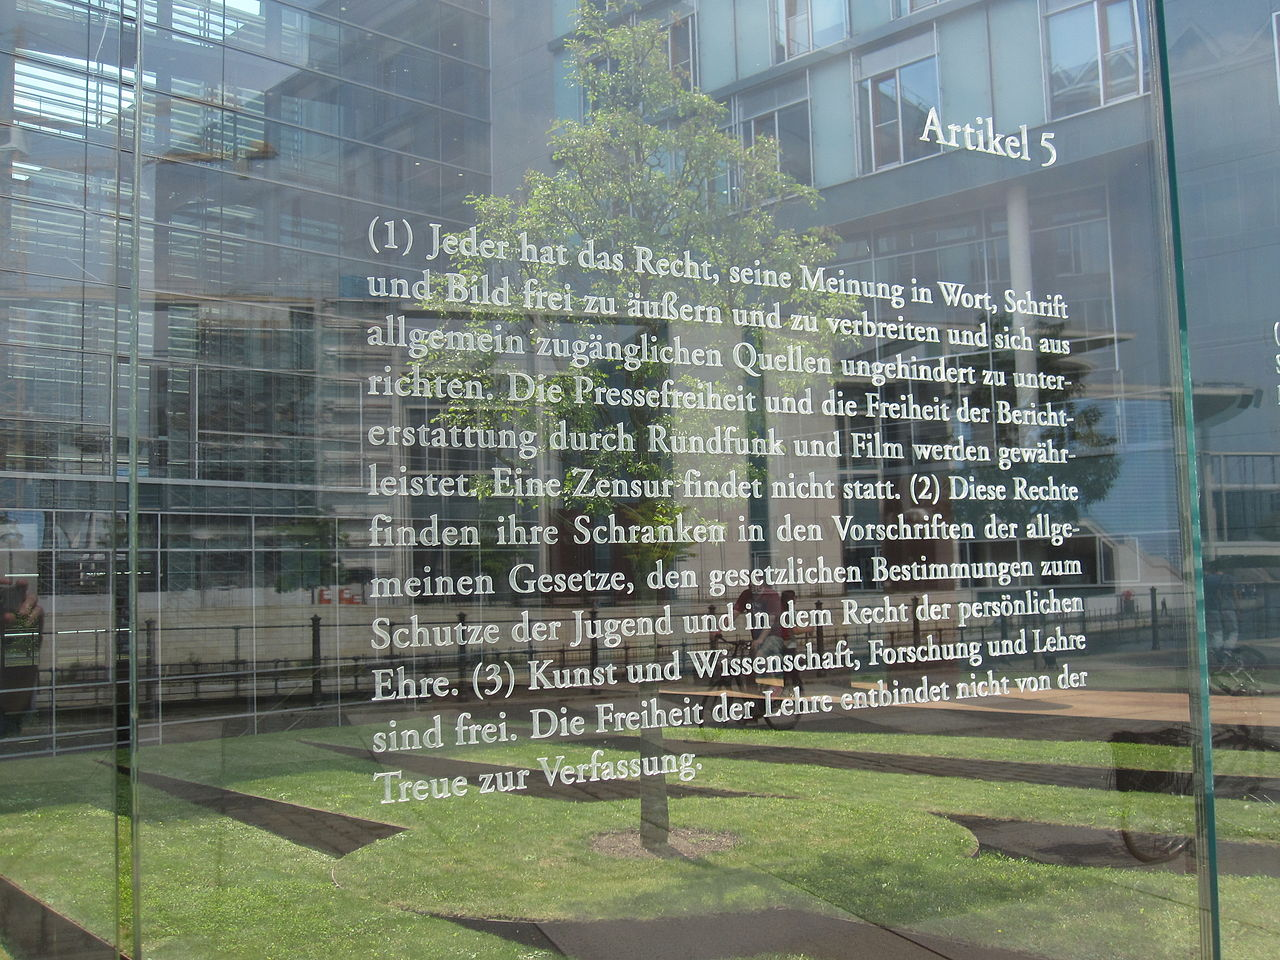 Artikel 5
(1) Jeder hat das Recht, seine Meinung in Wort, Schrift
und Bild frei zu äußern und zu verbreiten und sich aus
allgemein zugänglichen Quellen ungehindert zu unter-
richten. Die Pressefreiheit und die Freiheit der Bericht-
erstattung durch Rundfunk und Film werden gewähr-
leistet. Eine Zensur findet nicht statt. (2) Diese Rechte
finden ihre Schranken in den Vorschriften der allge-
meinen Gesetze, den gesetzlichen Bestimmungen zum
Schutze der Jugend und in dem Recht der persönlichen
Ehre. (3) Kunst und Wissenschaft, Forschung und Lehre
sind frei. Die Freiheit der Lehre entbindet nicht von der
Treue zur Verfassung.